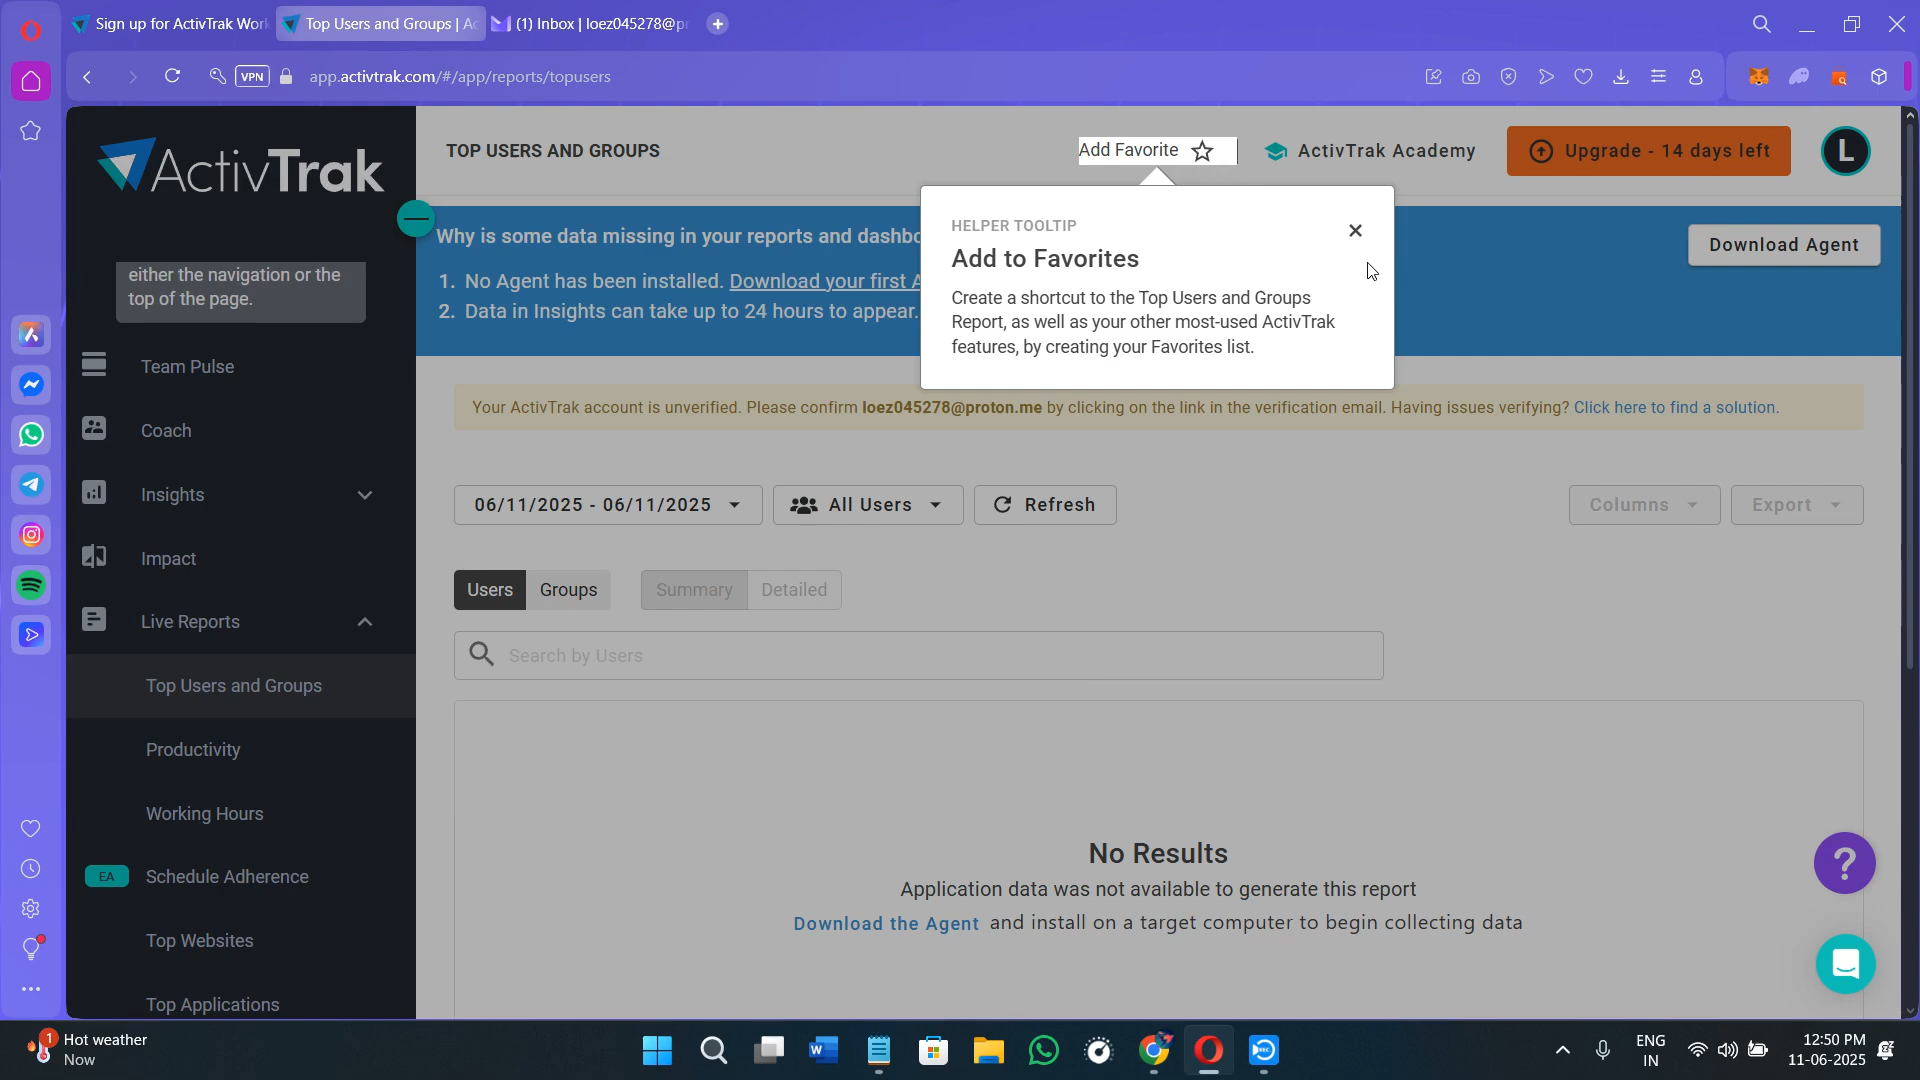 Sign up for ActivTrak Wor
Top Users and Groups | A
(1) Inbox | loez045278@p
VPN
app.activtrak.com/#/app/reports/topusers
ActivTrak
TOP USERS AND GROUPS
Add Favorite
ActivTrak Academy
Upgrade - 14 days left
L
HELPER TOOLTIP
Add to Favorites
Create a shortcut to the Top Users and Groups
Report, as well as your other most-used ActivTrak
features, by creating your Favorites list.
Why is some data missing in your reports and dashbo
1. No Agent has been installed. Download your first A
2. Data in Insights can take up to 24 hours to appear.
Download Agent
either the navigation or the
top of the page.
Team Pulse
Coach
Insights
Impact
Live Reports
Top Users and Groups
Productivity
Working Hours
EA
Schedule Adherence
Top Websites
Top Applications
Your ActivTrak account is unverified. Please confirm loez045278@proton.me by clicking on the link in the verification email. Having issues verifying? Click here to find a solution.
06/11/2025 - 06/11/2025
All Users
Refresh
Columns
Export
Users
Groups
Summary
Detailed
Search by Users
No Results
Application data was not available to generate this report
Download the Agent and install on a target computer to begin collecting data
?
1
Hot weather
Now
ENG
IN
12:50 PM
11-06-2025